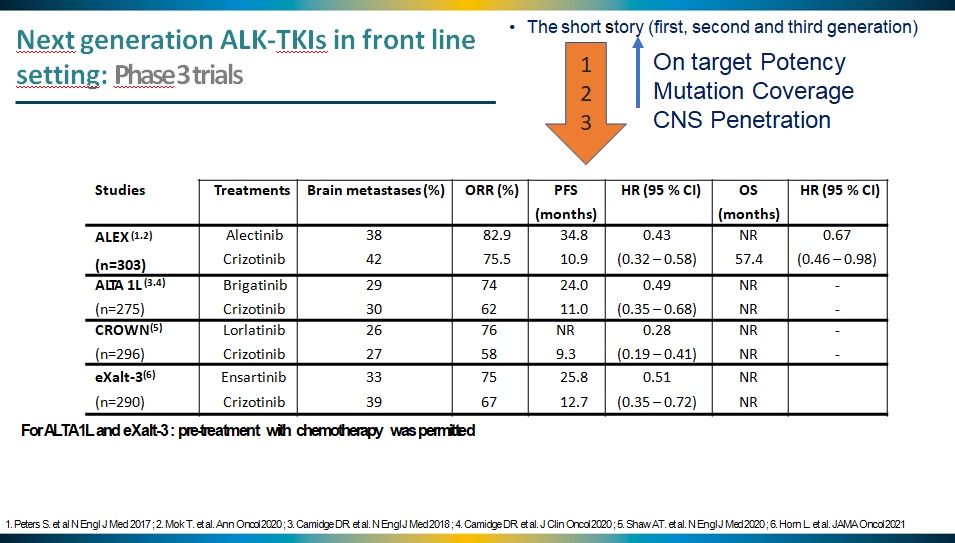 Next generation ALK-TKIs in front line
setting: Phase 3 trials
• The short story (first, second and third generation)
1
2
3
On target Potency
Mutation Coverage
CNS Penetration
Studies Treatments Brain metastases (%) ORR (%) PFS (months) HR (95 % CI) OS (months) HR (95 % CI)
ALEX (1.2) Alectinib 38 82.9 34.8 0.43 NR 0.67
(n=303) Crizotinib 42 75.5 10.9 (0.32 – 0.58) 57.4 (0.46 – 0.98)
ALTA 1L (3.4) Brigatinib 29 74 24.0 0.49 NR -
(n=275) Crizotinib 30 62 11.0 (0.35 – 0.68) NR -
CROWN(5) Lorlatinib 26 76 NR 0.28 NR -
(n=296) Crizotinib 27 58 9.3 (0.19 – 0.41) NR -
eXalt-3(6) Ensartinib 33 75 25.8 0.51 NR
(n=290) Crizotinib 39 67 12.7 (0.35 – 0.72) NR
For ALTA1L and eXalt-3 : pre-treatment with chemotherapy was permitted
1. Peters S. et al N Engl J Med 2017 ; 2. Mok T. et al. Ann Oncol 2020 ; 3. Camidge DR. et al. N Engl J Med 2018 ; 4. Camidge DR. et al. J Clin Oncol 2020 ; 5. Shaw AT. et al. N Engl J Med 2020 ; 6. Horn L. et al. JAMA Oncol 2021